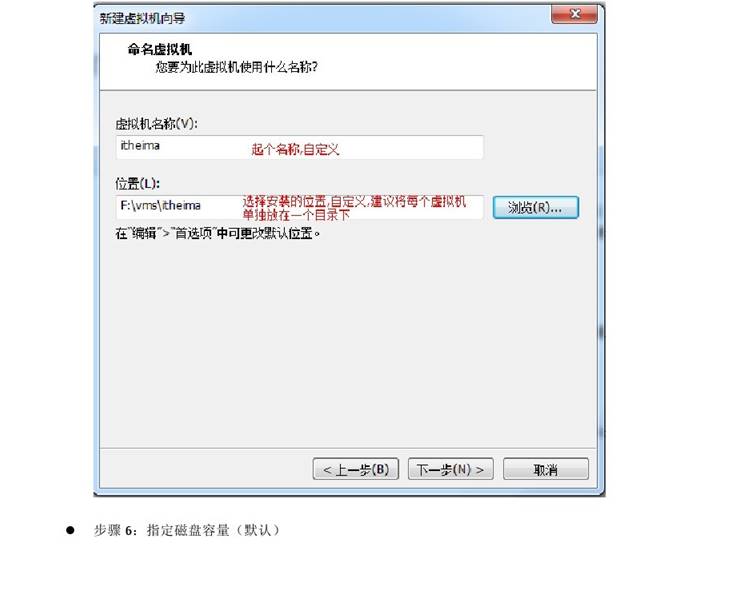 新建虚拟机向导
命名虚拟机
您要为此虚拟机使用什么名称?
虚拟机名称(V):
itheima
起个名称,自定义
位置(L):
F:\vms\itheima
选择安装的位置,自定义,建议将每个虚拟机
单独放在一个目录下
浏览(R)...
在"编辑">"首选项"中可更改默认位置。
< 上一步(B)
下一步(N) >
取消
● 步骤 6：指定磁盘容量（默认）